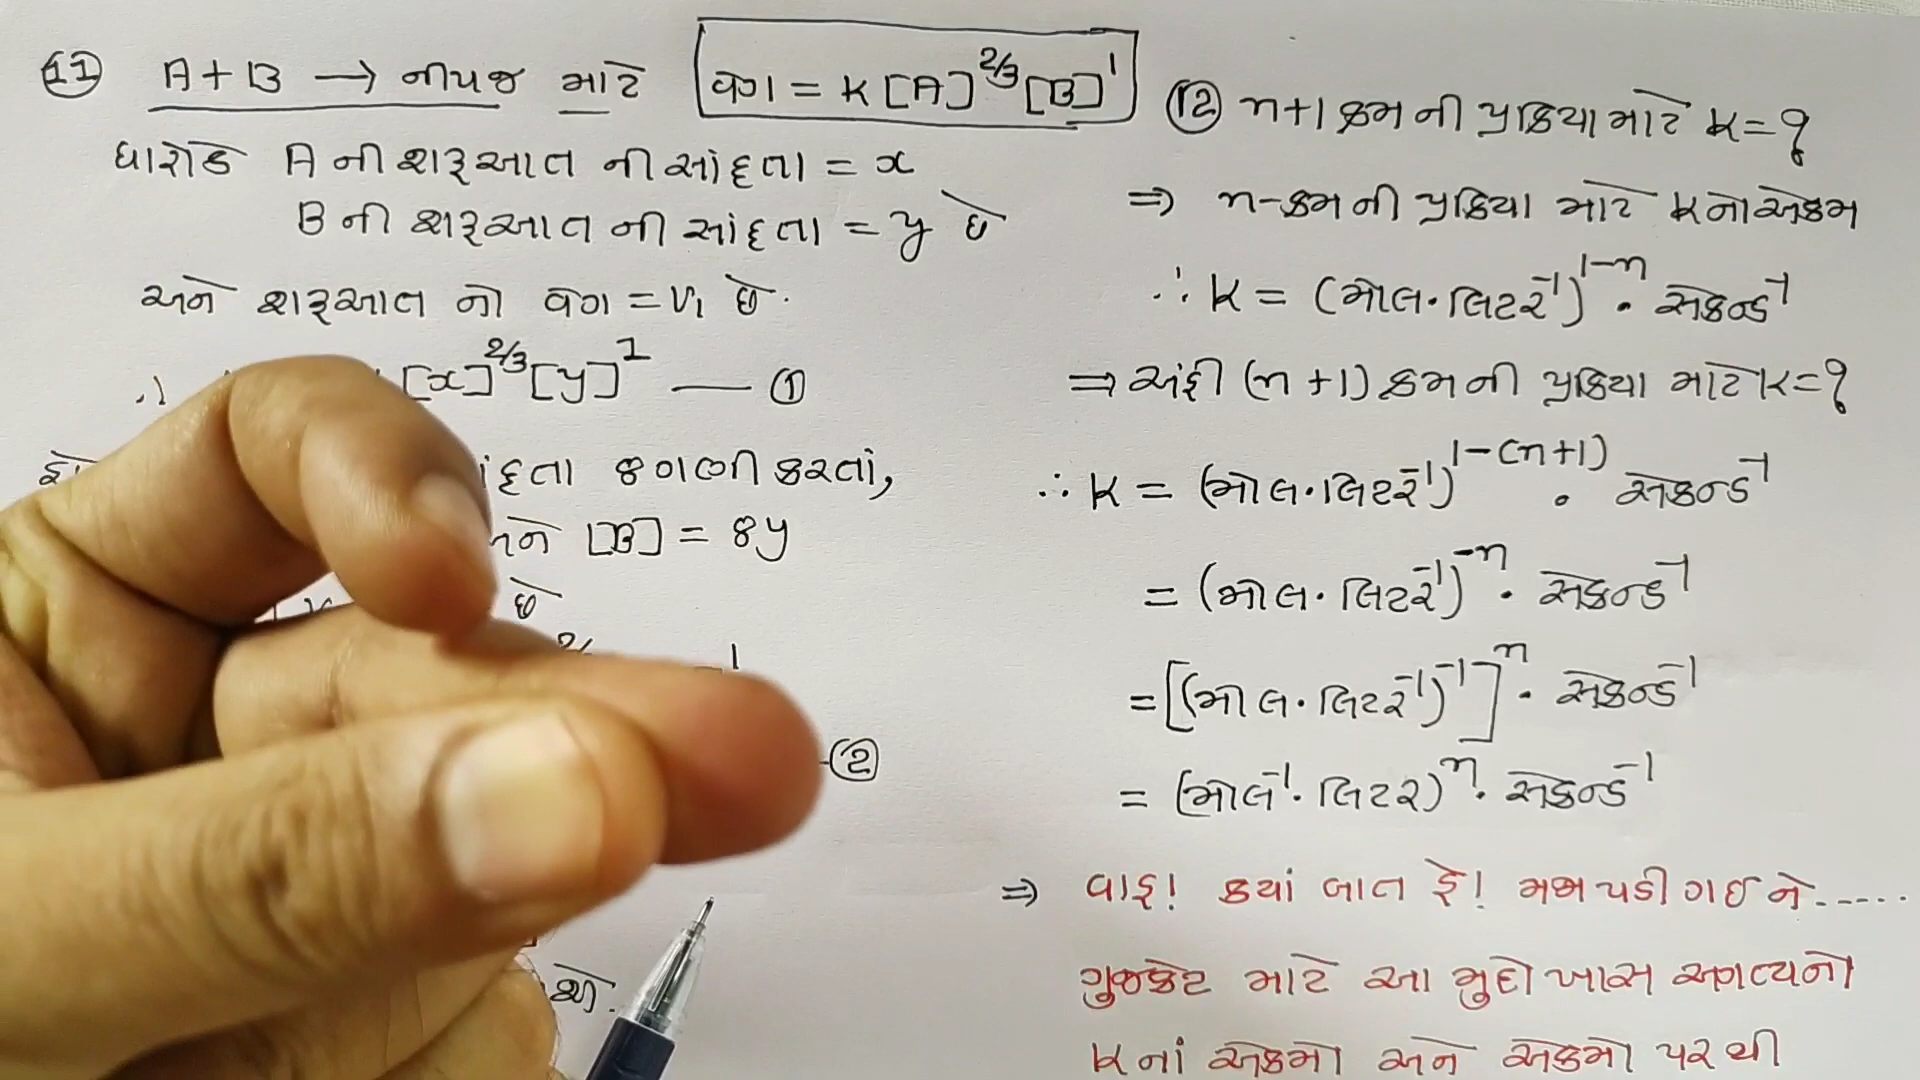 11 A + B → નીપજ માટે વેગ = K [A]^2/3 [B]^1
ધારોકે A ની શરૂઆત ની સાંદ્રતા = x
B ની શરૂઆત ની સાંદ્રતા = y છે
અને શરૂઆત નો વેગ = V1 છે.
[x]^2/3 [y]^1 — ①
8 ગણી કરતાં,
[B] = 8y
છે
1
②
થશે.
12 n+1 ક્રમ ની પ્રક્રિયા માટે K = ?
⇒ n-ક્રમ ની પ્રક્રિયા માટે K નો એકમ
∴ K = (મોલ · લિટર^-1)^1-n · સેકન્ડ^-1
⇒ અંહી (n+1) ક્રમ ની પ્રક્રિયા માટે K = ?
∴ K = (મોલ · લિટર^-1)^1-(n+1) · સેકન્ડ^-1
= (મોલ · લિટર^-1)^-n · સેકન્ડ^-1
= [(મોલ · લિટર^-1)^-1]^n · સેકન્ડ^-1
= (મોલ^-1 · લિટર)^n · સેકન્ડ^-1
⇒ વાહ! ક્યાં બાત હે! મજા પડી ગઈ ને.....
ગુજકેટ માટે આ મુદ્દો ખાસ અગત્યનો
K નાં એકમો અને એકમો પર થી